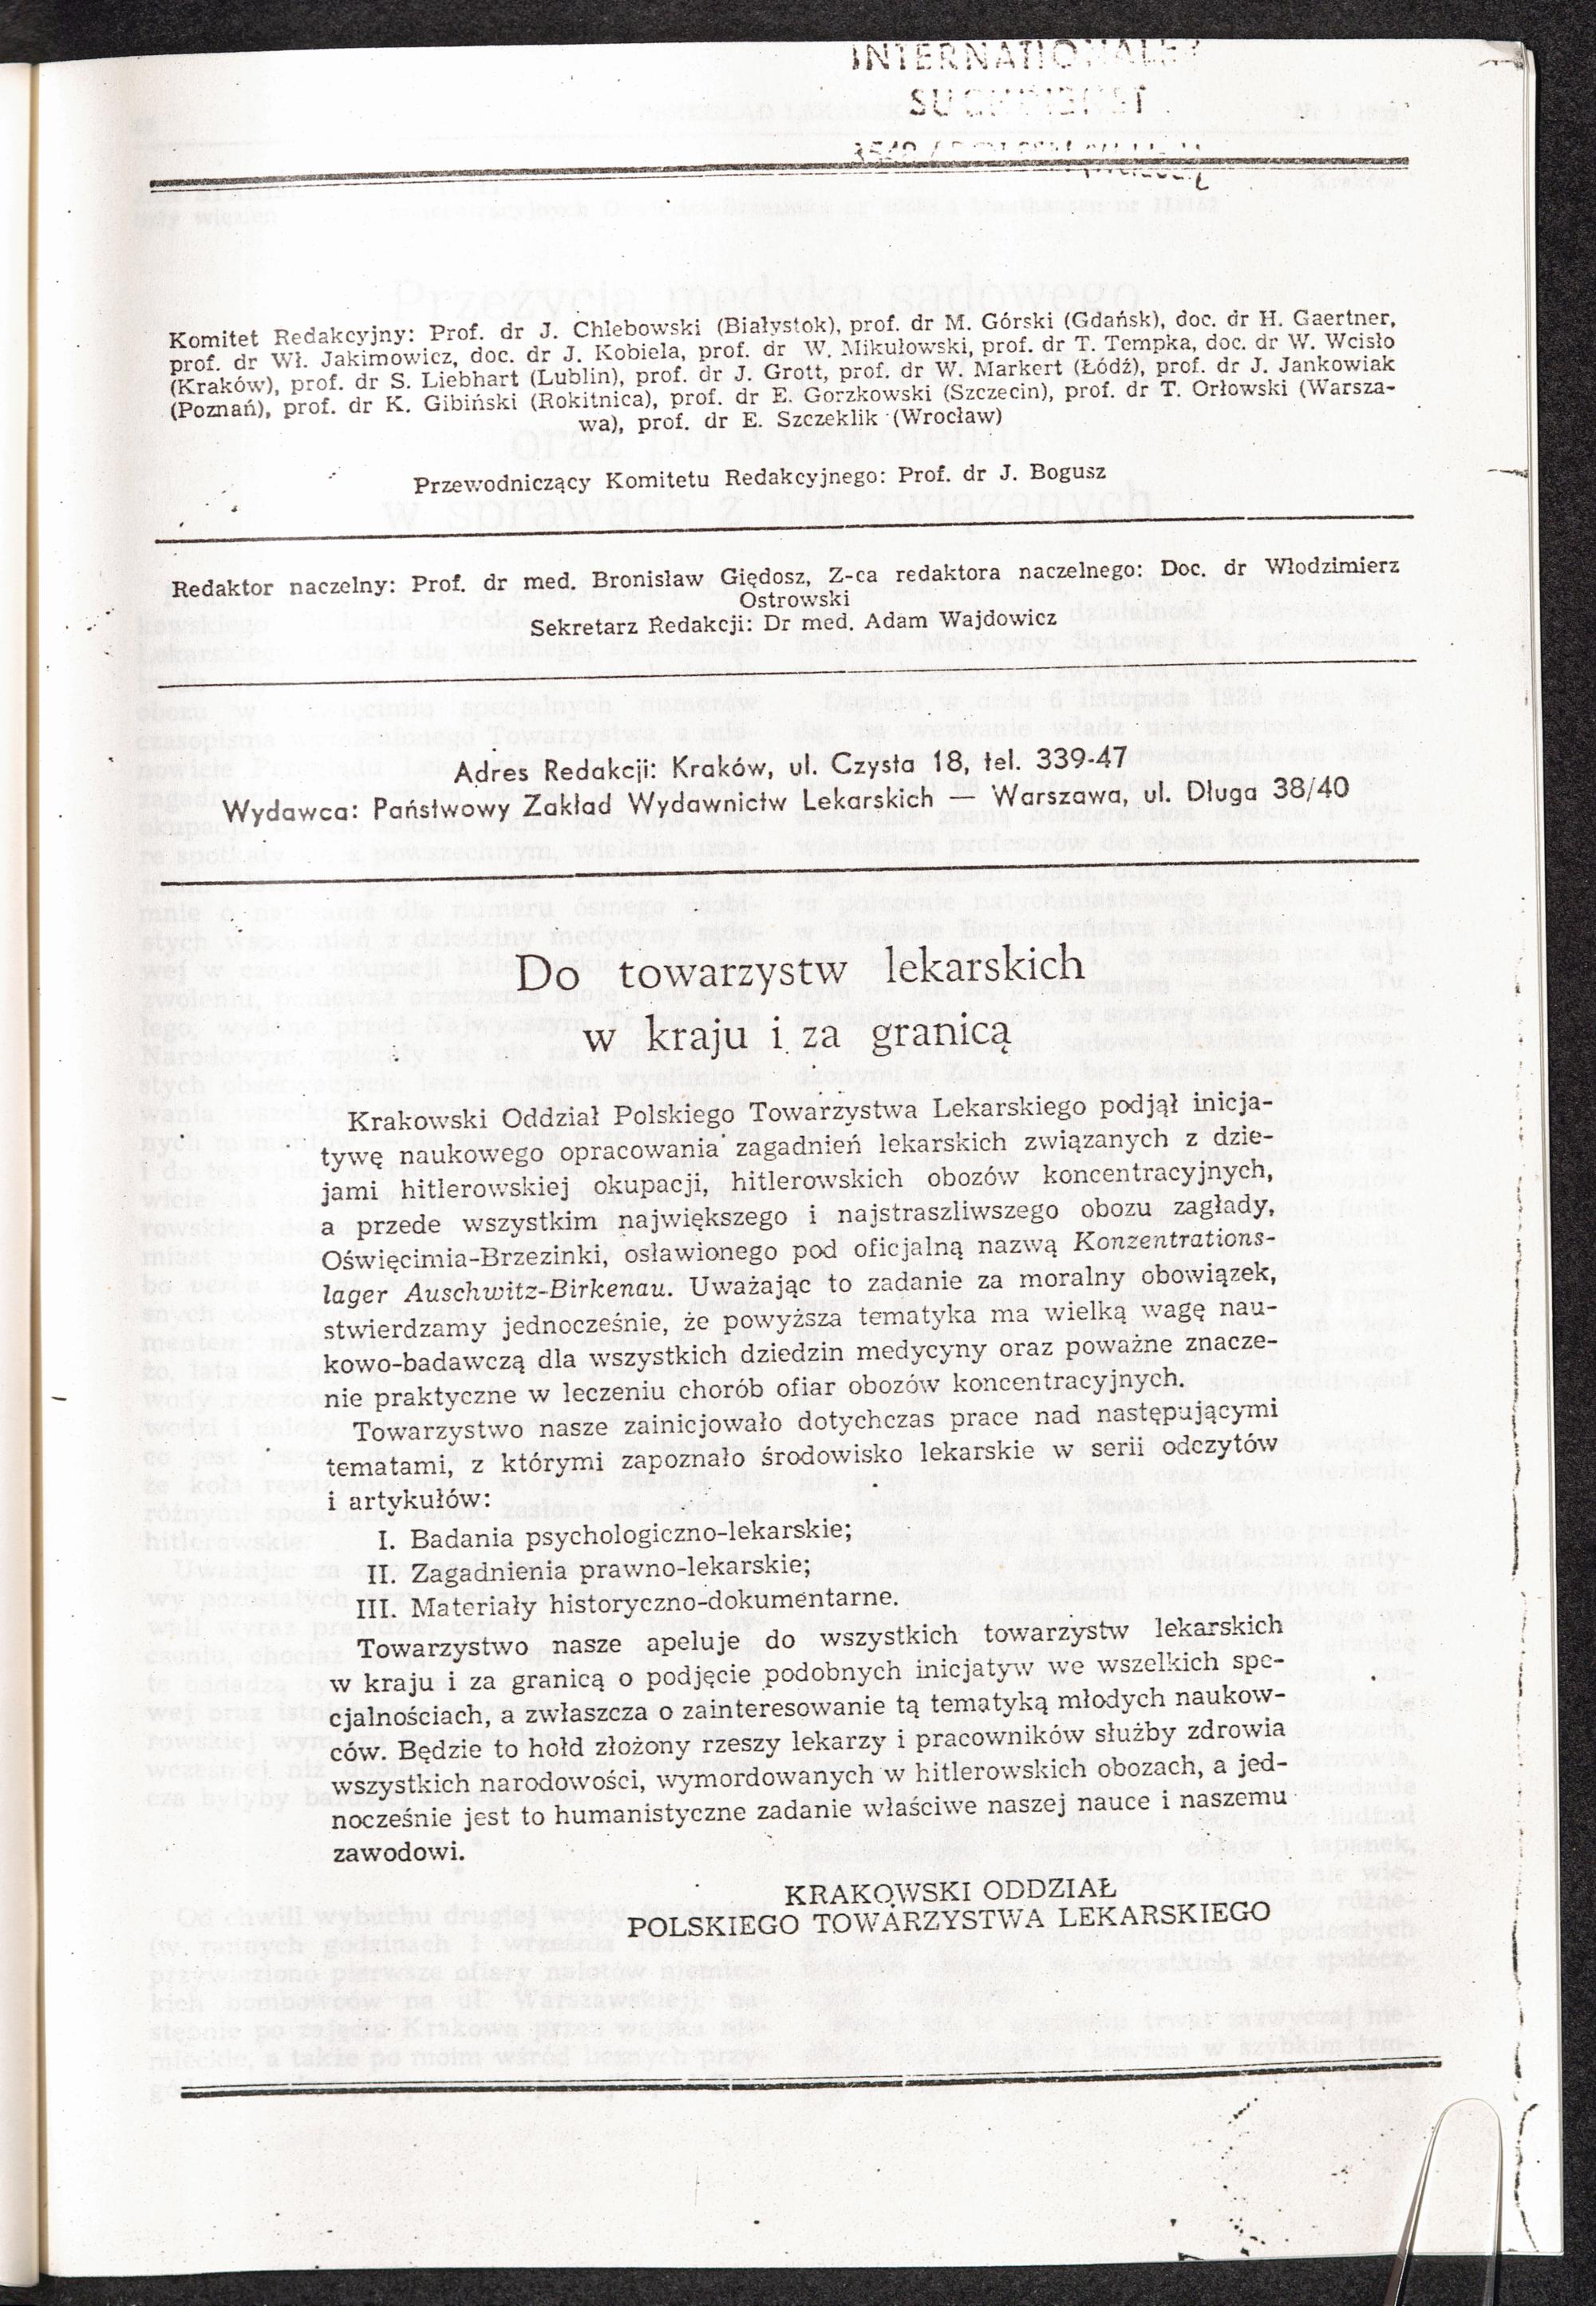 INTERNATIONALER
SUCHDIENST
Komitet Redakcyjny: Prof. dr J. Chlebowski (Białystok), prof. dr M. Górski (Gdańsk), doc. dr H. Gaertner,
prof. dr Wł. Jakimowicz, doc. dr J. Kobiela, prof. dr W. Mikułowski, prof. dr T. Tempka, doc. dr W. Wcisło
(Kraków), prof. dr S. Liebhart (Lublin), prof. dr J. Grott, prof. dr W. Markert (Łódź), prof. dr J. Jankowiak
(Poznań), prof. dr K. Gibiński (Rokitnica), prof. dr E. Gorzkowski (Szczecin), prof. dr T. Orłowski (Warsza-
wa), prof. dr E. Szczeklik (Wrocław)
Przewodniczący Komitetu Redakcyjnego: Prof. dr J. Bogusz
Redaktor naczelny: Prof. dr med. Bronisław Giędosz, Z-ca redaktora naczelnego: Doc. dr Włodzimierz
Ostrowski
Sekretarz Redakcji: Dr med. Adam Wajdowicz
Adres Redakcji: Kraków, ul. Czysta 18, tel. 339-47
Wydawca: Państwowy Zakład Wydawnictw Lekarskich — Warszawa, ul. Długa 38/40
Do towarzystw lekarskich
w kraju i za granicą
Krakowski Oddział Polskiego Towarzystwa Lekarskiego podjął inicja-
tywę naukowego opracowania zagadnień lekarskich związanych z dzie-
jami hitlerowskiej okupacji, hitlerowskich obozów koncentracyjnych,
a przede wszystkim największego i najstraszliwszego obozu zagłady,
Oświęcimia-Brzezinki, osławionego pod oficjalną nazwą Konzentrations-
lager Auschwitz-Birkenau. Uważając to zadanie za moralny obowiązek,
stwierdzamy jednocześnie, że powyższa tematyka ma wielką wagę nau-
kowo-badawczą dla wszystkich dziedzin medycyny oraz poważne znacze-
nie praktyczne w leczeniu chorób ofiar obozów koncentracyjnych.
Towarzystwo nasze zainicjowało dotychczas prace nad następującymi
tematami, z którymi zapoznało środowisko lekarskie w serii odczytów
i artykułów:
I. Badania psychologiczno-lekarskie;
II. Zagadnienia prawno-lekarskie;
III. Materiały historyczno-dokumentarne.
Towarzystwo nasze apeluje do wszystkich towarzystw lekarskich
w kraju i za granicą o podjęcie podobnych inicjatyw we wszelkich spe-
cjalnościach, a zwłaszcza o zainteresowanie tą tematyką młodych naukow-
ców. Będzie to hołd złożony rzeszy lekarzy i pracowników służby zdrowia
wszystkich narodowości, wymordowanych w hitlerowskich obozach, a jed-
nocześnie jest to humanistyczne zadanie właściwe naszej nauce i naszemu
zawodowi.
KRAKOWSKI ODDZIAŁ
POLSKIEGO TOWARZYSTWA LEKARSKIEGO